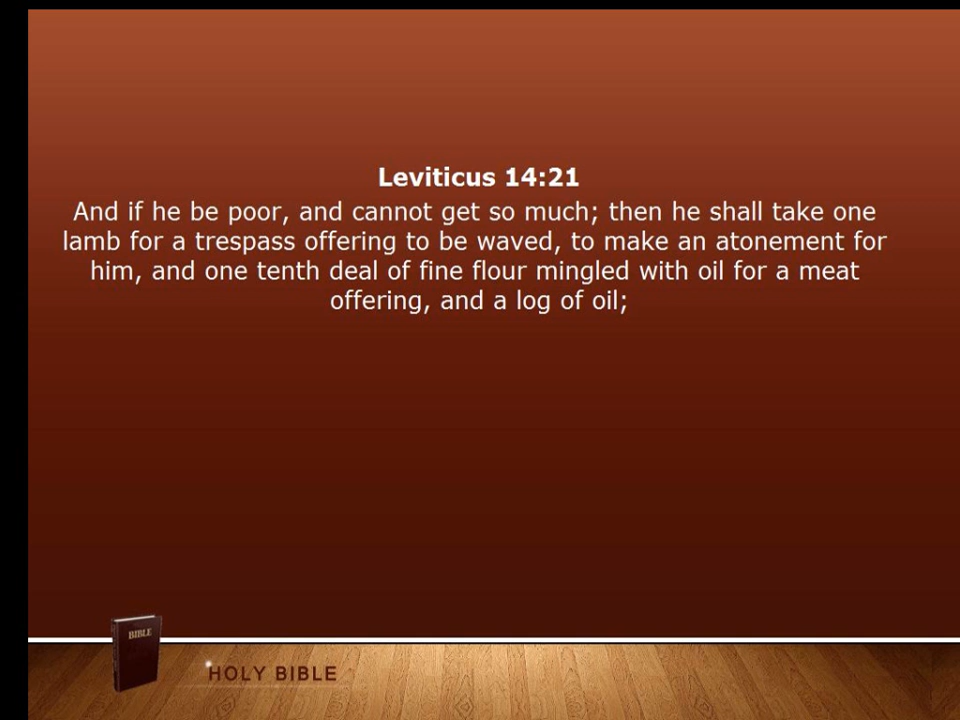 Leviticus 14:21
And if he be poor, and cannot get so much; then he shall take one
lamb for a trespass offering to be waved, to make an atonement for
him, and one tenth deal of fine flour mingled with oil for a meat
offering, and a log of oil;
BIBLE
HOLY BIBLE